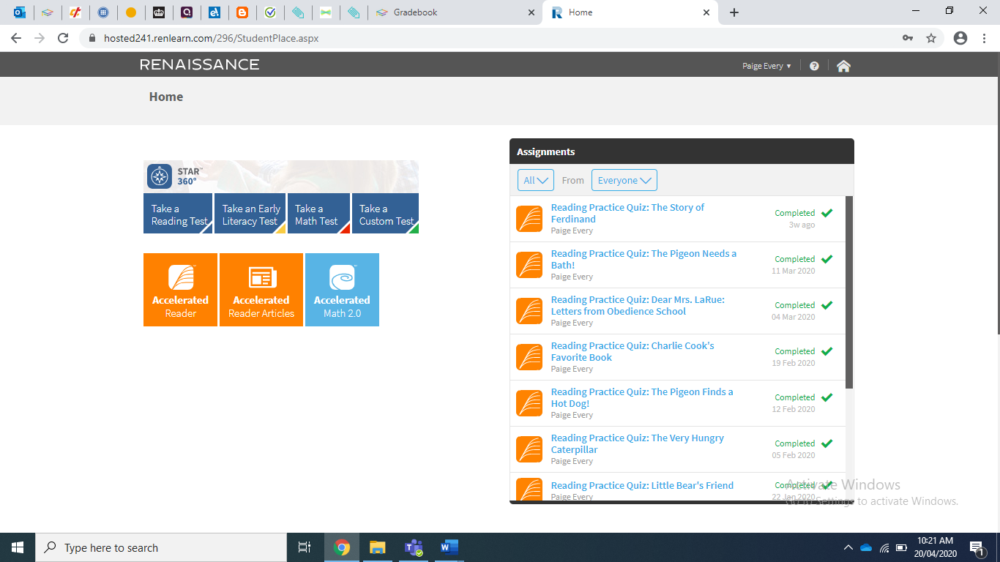 Gradebook
Home
hosted241.renlearn.com/296/StudentPlace.aspx
RENAISSANCE
Paige Every ▼
Home
STAR™
360°
Take a
Reading Test
Take an Early
Literacy Test
Take a
Math Test
Take a
Custom Test
Accelerated
Reader
Accelerated
Reader Articles
Accelerated
Math 2.0
Assignments
All From Everyone
Reading Practice Quiz: The Story of
Ferdinand
Paige Every
Completed
3w ago
Reading Practice Quiz: The Pigeon Needs a
Bath!
Paige Every
Completed
11 Mar 2020
Reading Practice Quiz: Dear Mrs. LaRue:
Letters from Obedience School
Paige Every
Completed
04 Mar 2020
Reading Practice Quiz: Charlie Cook's
Favorite Book
Paige Every
Completed
19 Feb 2020
Reading Practice Quiz: The Pigeon Finds a
Hot Dog!
Paige Every
Completed
12 Feb 2020
Reading Practice Quiz: The Very Hungry
Caterpillar
Paige Every
Completed
05 Feb 2020
Reading Practice Quiz: Little Bear's Friend
Paige Every
Completed
22 Jan 2020
Activate Windows
Go to Settings to activate Windows.
Type here to search
10:21 AM
20/04/2020
1